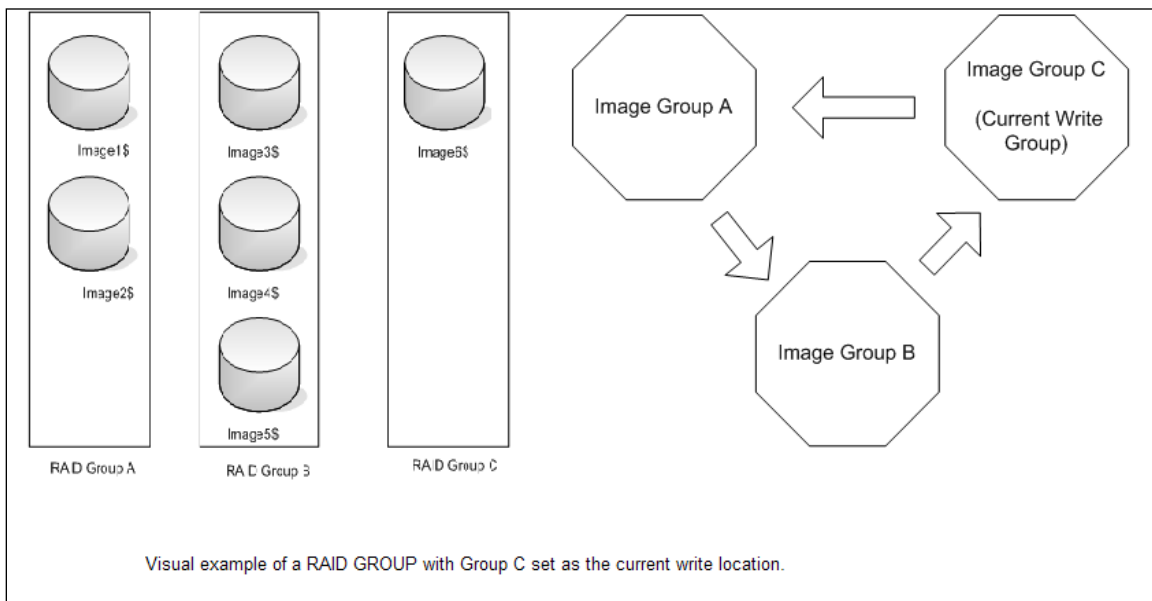 Image1$
Image2$
RAID Group A
Image3$
Image4$
Image5$
RAID Group B
Image6$
RAID Group C
Image Group A
Image Group C
(Current Write
Group)
Image Group B
Visual example of a RAID GROUP with Group C set as the current write location.